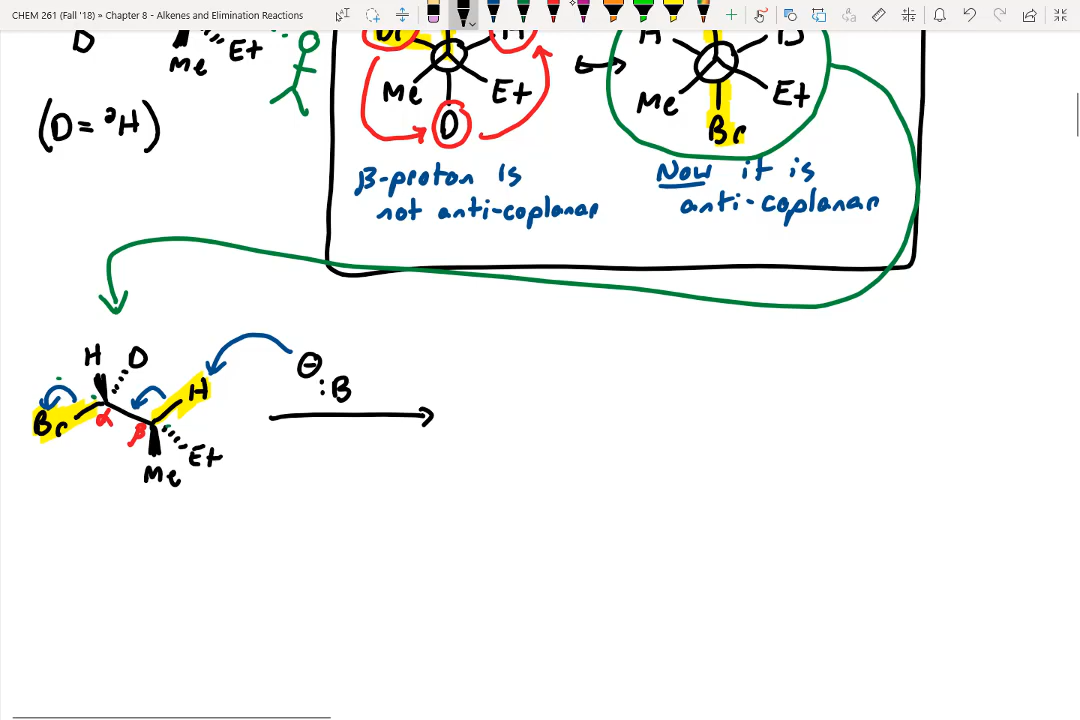 CHEM 261 (Fall '18) » Chapter 8 - Alkenes and Elimination Reactions
D
Me
Et
Br
H
Me
Et
D
H
D
Me
Et
Br
(D = ²H)
β-proton is
not anti-coplanar
Now it is
anti-coplanar
H D
H
Br
α
β
Et
Me
⊖
:B